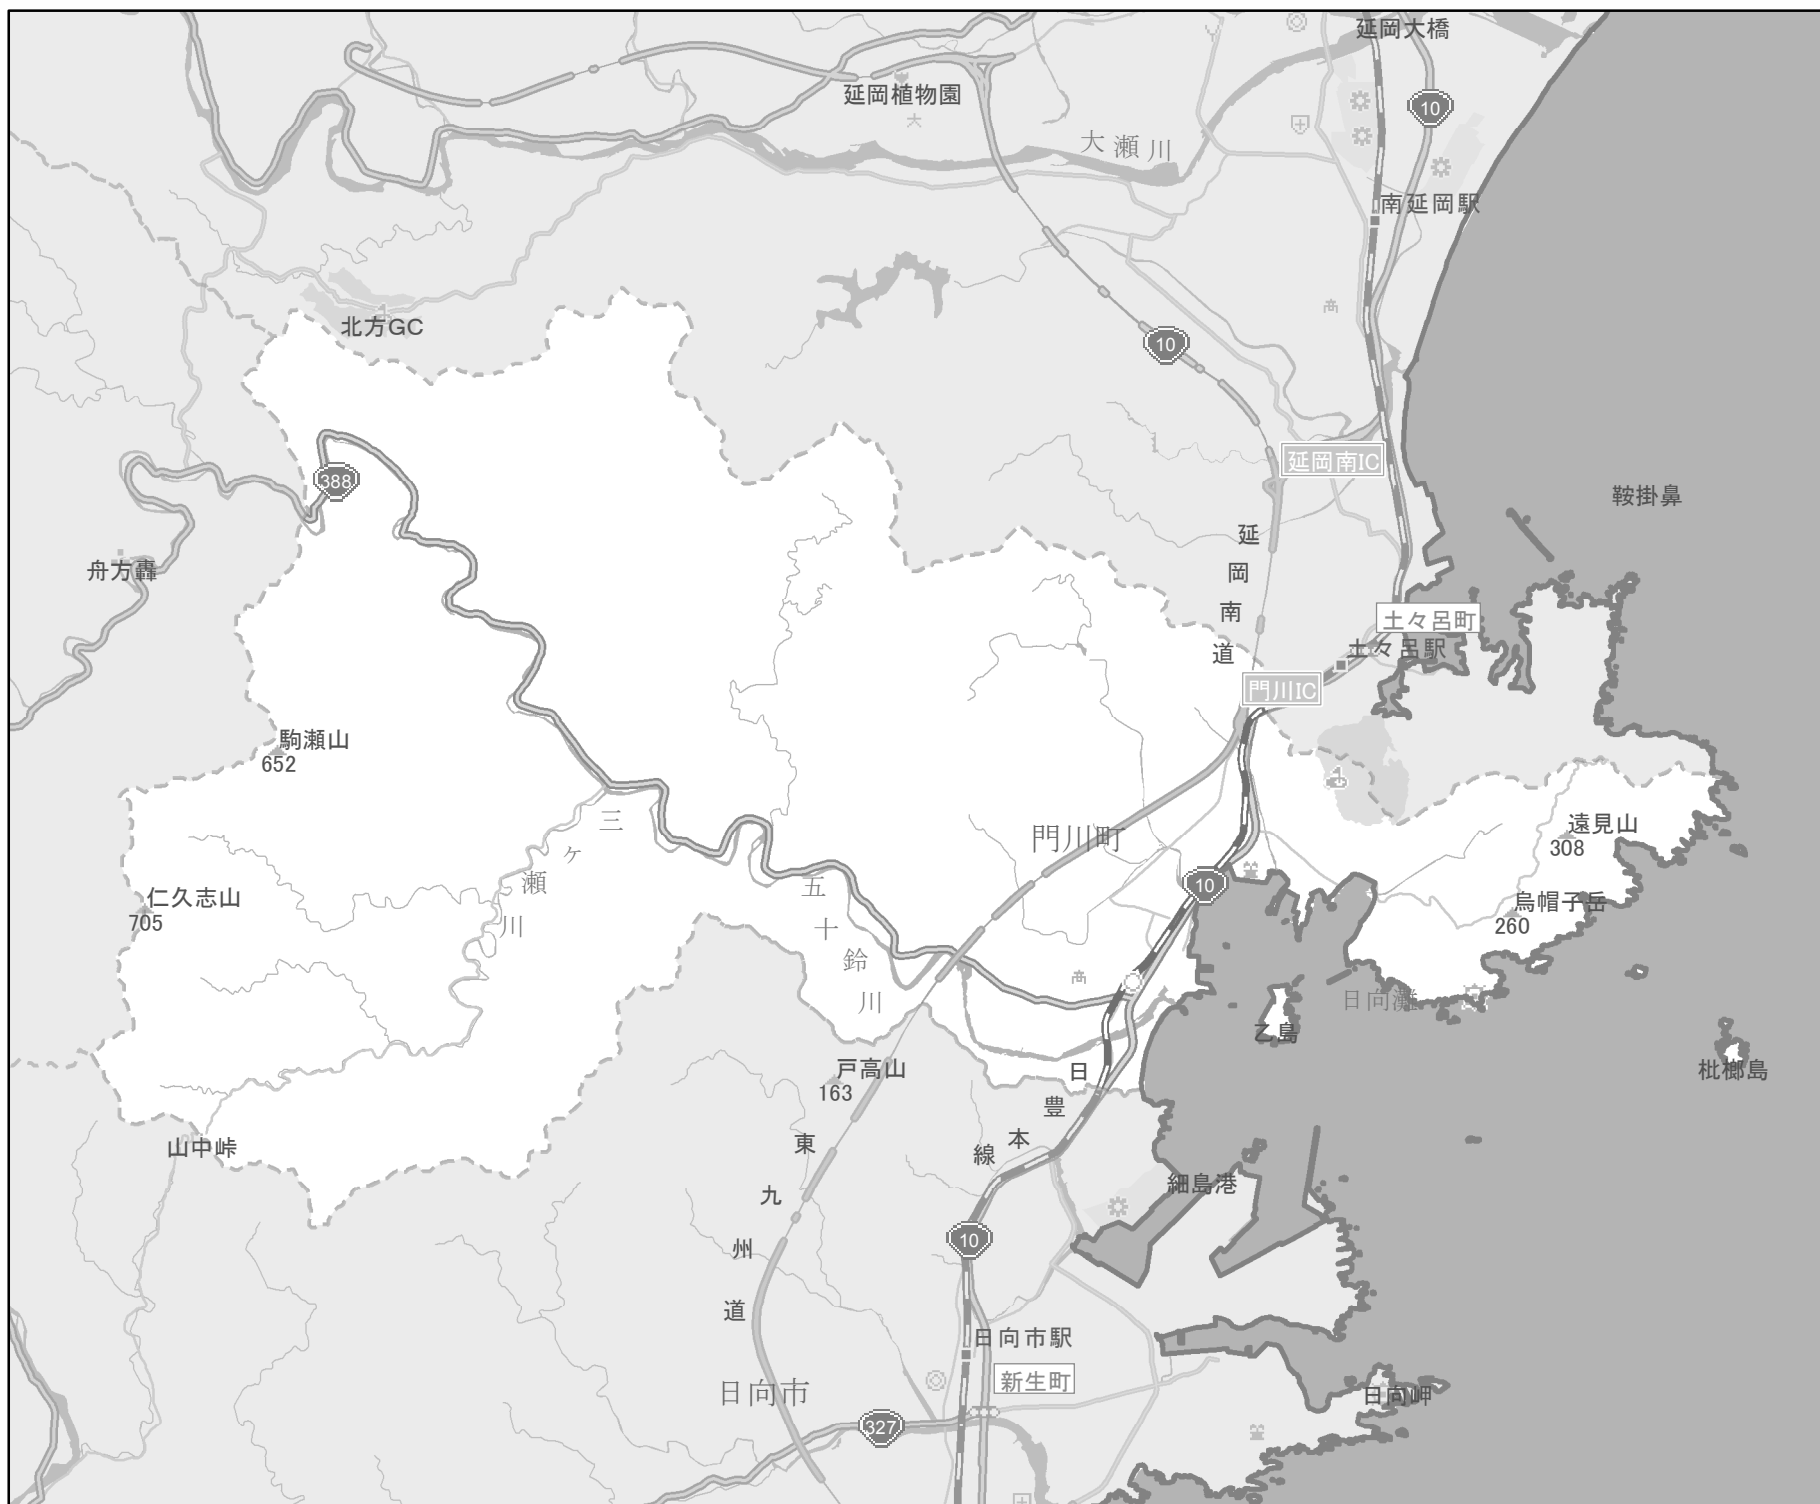 延岡大橋
延岡植物園
10
大瀬川
南延岡駅
北方GC
10
延岡南IC
388
鞍掛鼻
延岡南道
舟方轟
土々呂町
土々呂駅
門川IC
駒瀬山
652
三ケ瀬川
門川町
遠見山
308
五十鈴川
10
仁久志山
705
烏帽子岳
260
日向灘
乙島
戸高山
163
枇榔島
日豊本線
山中峠
東九州道
細島港
10
日向市駅
新生町
日向市
日向岬
327